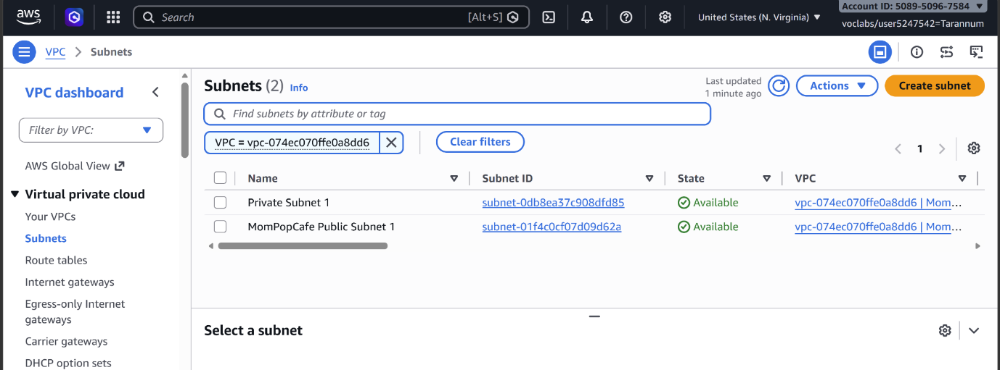 aws
Search [Alt+S]
United States (N. Virginia)
Account ID: 5089-5096-7584
voclabs/user5247542=Tarannum
VPC > Subnets
VPC dashboard
Filter by VPC:
AWS Global View
Virtual private cloud
Your VPCs
Subnets
Route tables
Internet gateways
Egress-only Internet
gateways
Carrier gateways
DHCP option sets
Subnets (2) Info
Last updated
1 minute ago
Actions
Create subnet
Find subnets by attribute or tag
VPC = vpc-074ec070ffe0a8dd6
Clear filters
1
Name Subnet ID State VPC
Private Subnet 1 subnet-0db8ea37c908dfd85 Available vpc-074ec070ffe0a8dd6 | Mom...
MomPopCafe Public Subnet 1 subnet-01f4c0cf07d09d62a Available vpc-074ec070ffe0a8dd6 | Mom...
Select a subnet